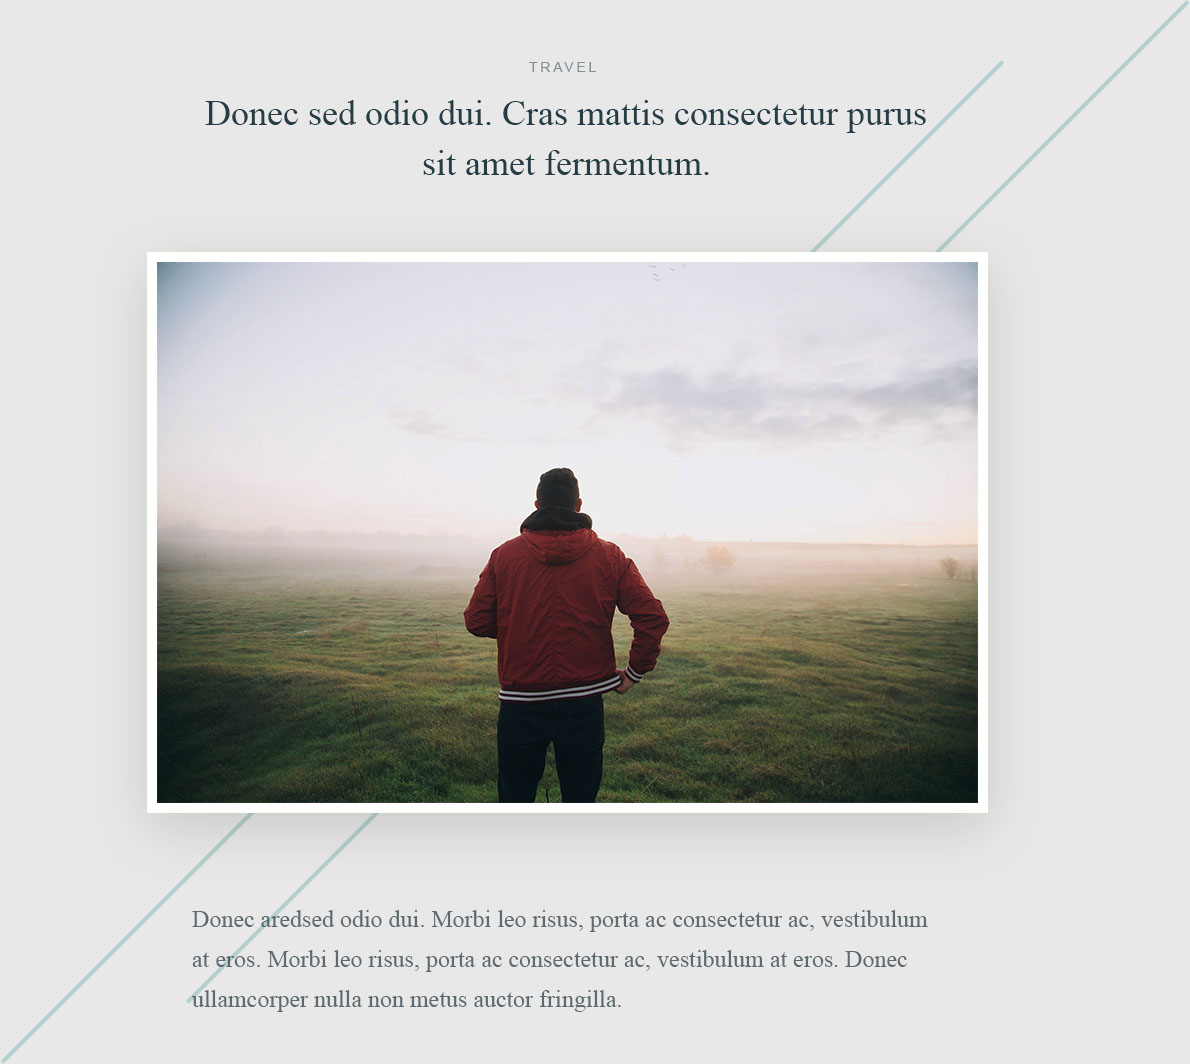 TRAVEL
Donec sed odio dui. Cras mattis consectetur purus
sit amet fermentum.
Donec aredsed odio dui. Morbi leo risus, porta ac consectetur ac, vestibulum
at eros. Morbi leo risus, porta ac consectetur ac, vestibulum at eros. Donec
ullamcorper nulla non metus auctor fringilla.